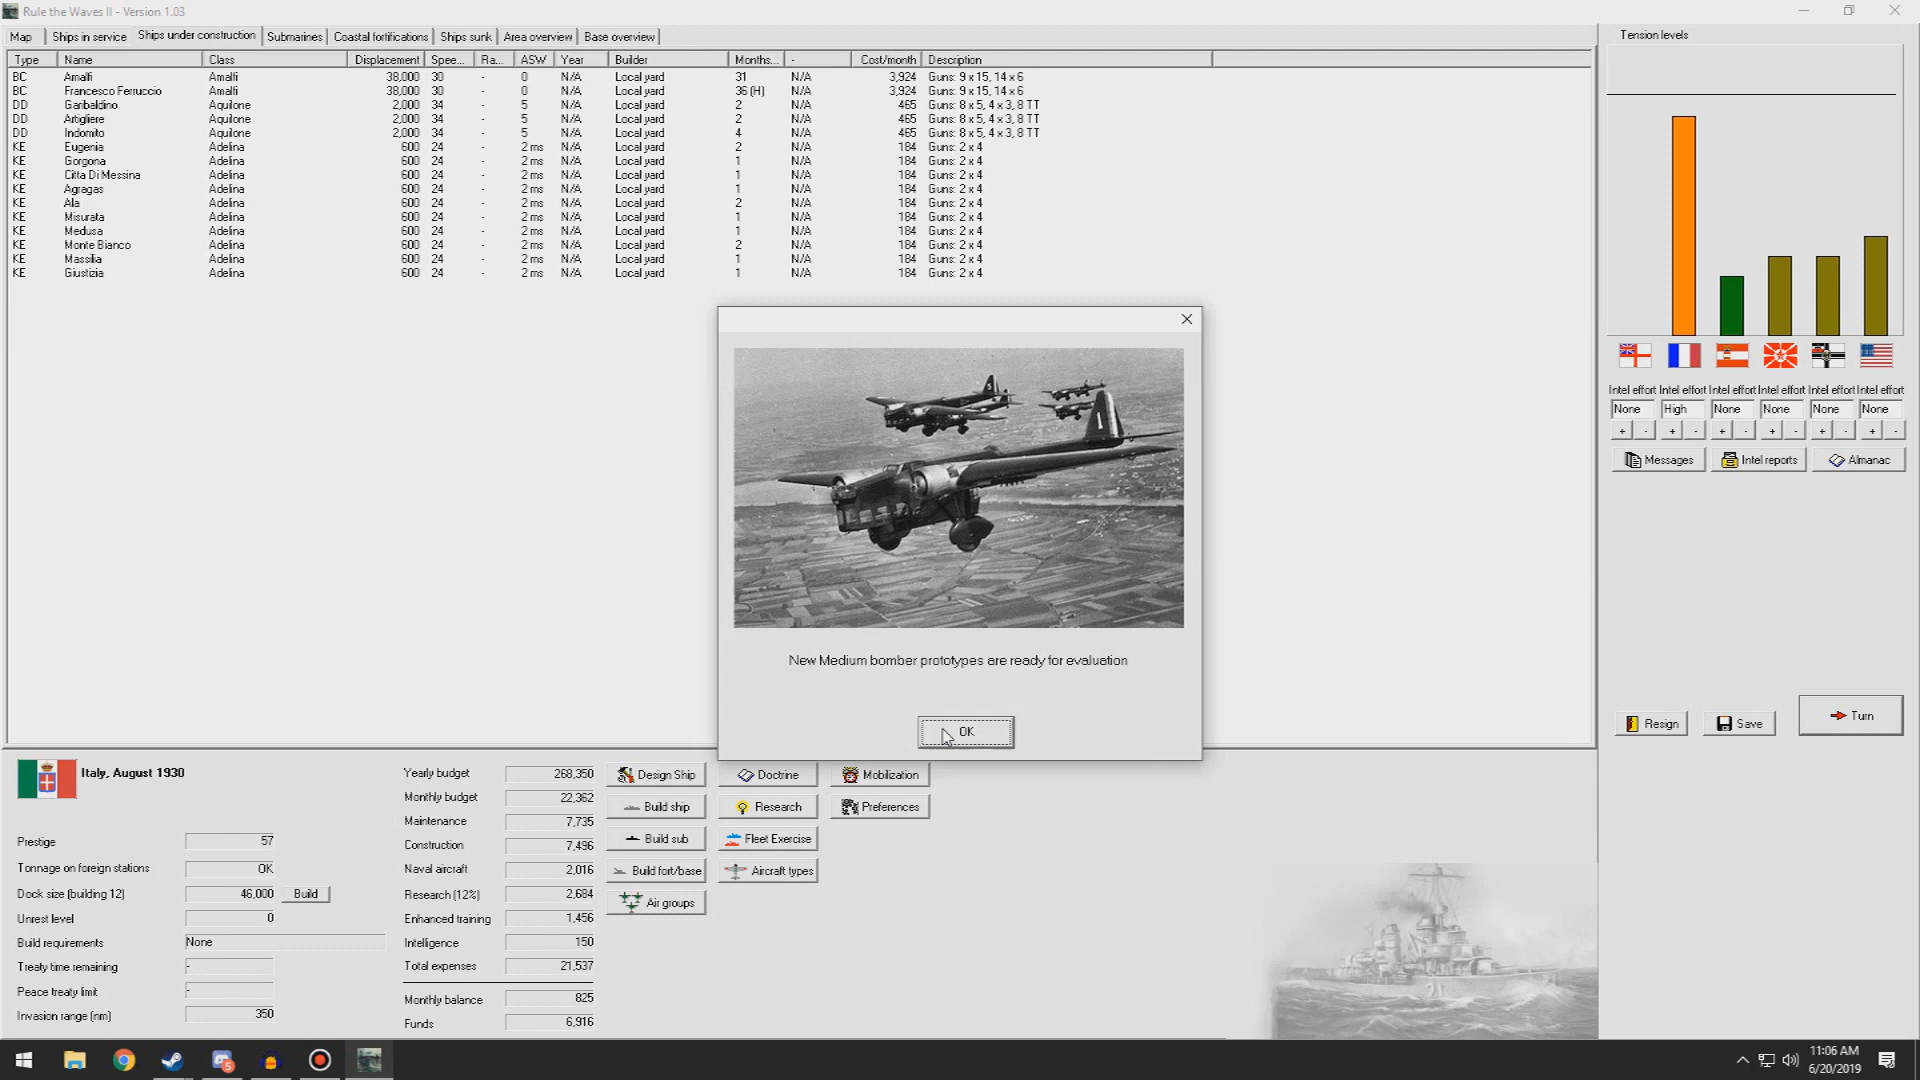 Rule the Waves II - Version 1.03
Map Ships in service Ships under construction Submarines Coastal fortifications Ships sunk Area overview Base overview
Type Name Class Displacement Spee... Ra... ASW Year Builder Months... - Cost/month Description
BC Amalfi Amalfi 38,000 30 - 0 N/A Local yard 31 N/A 3,924 Guns: 9 x 15, 14 x 6
BC Francesco Ferruccio Amalfi 38,000 30 - 0 N/A Local yard 36 (H) N/A 3,924 Guns: 9 x 15, 14 x 6
DD Garibaldino Aquilone 2,000 34 - 5 N/A Local yard 2 N/A 465 Guns: 8 x 5, 4 x 3, 8 TT
DD Artigliere Aquilone 2,000 34 - 5 N/A Local yard 2 N/A 465 Guns: 8 x 5, 4 x 3, 8 TT
DD Indomito Aquilone 2,000 34 - 5 N/A Local yard 4 N/A 465 Guns: 8 x 5, 4 x 3, 8 TT
KE Eugenia Adelina 600 24 - 2 ms N/A Local yard 2 N/A 184 Guns: 2 x 4
KE Gorgona Adelina 600 24 - 2 ms N/A Local yard 1 N/A 184 Guns: 2 x 4
KE Citta Di Messina Adelina 600 24 - 2 ms N/A Local yard 1 N/A 184 Guns: 2 x 4
KE Agragas Adelina 600 24 - 2 ms N/A Local yard 1 N/A 184 Guns: 2 x 4
KE Ala Adelina 600 24 - 2 ms N/A Local yard 2 N/A 184 Guns: 2 x 4
KE Misurata Adelina 600 24 - 2 ms N/A Local yard 1 N/A 184 Guns: 2 x 4
KE Medusa Adelina 600 24 - 2 ms N/A Local yard 1 N/A 184 Guns: 2 x 4
KE Monte Bianco Adelina 600 24 - 2 ms N/A Local yard 2 N/A 184 Guns: 2 x 4
KE Massilia Adelina 600 24 - 2 ms N/A Local yard 1 N/A 184 Guns: 2 x 4
KE Giustizia Adelina 600 24 - 2 ms N/A Local yard 1 N/A 184 Guns: 2 x 4
Tension levels
Intel effort Intel effort Intel effort Intel effort Intel effort Intel effort
None High None None None None
+ - + - + - + - + - + -
Messages Intel reports Almanac
5
1
New Medium bomber prototypes are ready for evaluation
OK
Resign Save Turn
Italy, August 1930
Prestige 57
Tonnage on foreign stations OK
Dock size (building 12) 46,000 Build
Unrest level 0
Build requirements None
Treaty time remaining -
Peace treaty limit -
Invasion range (nm) 350
Yearly budget 268,350
Monthly budget 22,362
Maintenance 7,735
Construction 7,496
Naval aircraft 2,016
Research (12%) 2,684
Enhanced training 1,456
Intelligence 150
Total expenses 21,537
Monthly balance 825
Funds 6,916
Design Ship Doctrine Mobilization
Build ship Research Preferences
Build sub Fleet Exercise
Build fort/base Aircraft types
Air groups
5
11:06 AM
6/20/2019